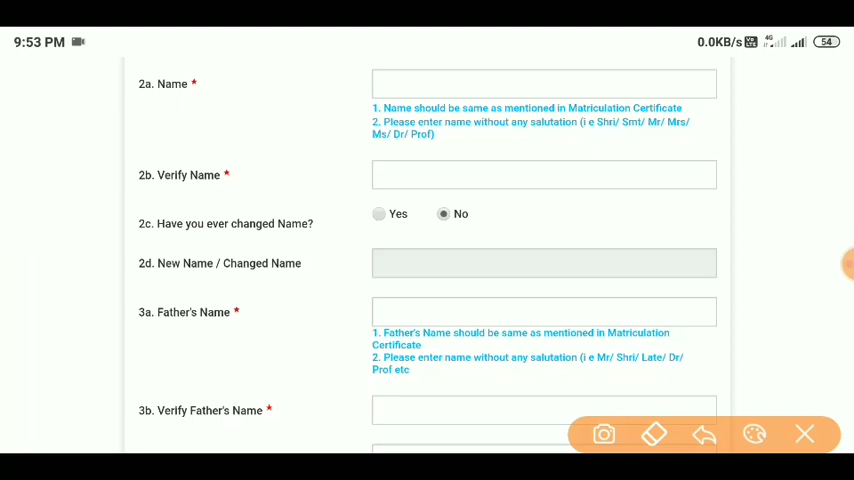 9:53 PM
0.0KB/s Vo LTE 4G 54
2a. Name *
1. Name should be same as mentioned in Matriculation Certificate
2. Please enter name without any salutation (i e Shri/ Smt/ Mr/ Mrs/
Ms/ Dr/ Prof)
2b. Verify Name *
Yes No
2c. Have you ever changed Name?
2d. New Name / Changed Name
3a. Father's Name *
1. Father's Name should be same as mentioned in Matriculation
Certificate
2. Please enter name without any salutation (i e Mr/ Shri/ Late/ Dr/
Prof etc
3b. Verify Father's Name *